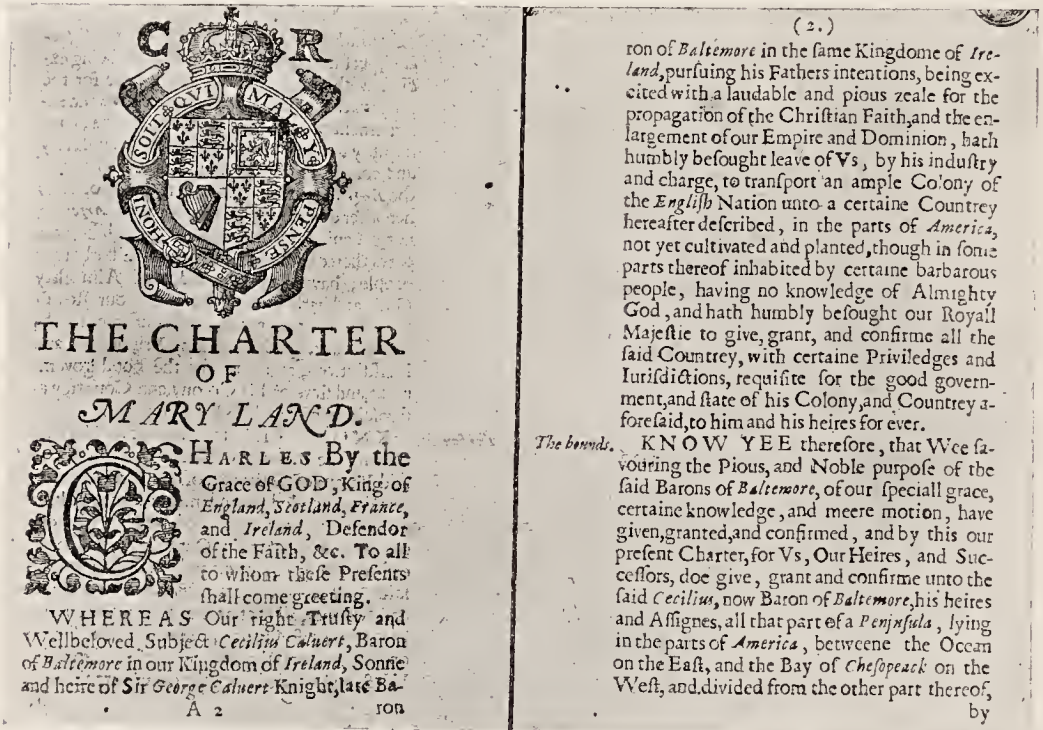 C R
HONI SOIT QVI MAL Y PENSE
THE CHARTER
OF
MARY LAND.
CHARLES By the
Grace of GOD, King of
England, Scotland, France,
and Ireland, Defendor
of the Faith, &c. To all
to whom theſe Preſents
ſhall come greeting.
WHEREAS Our right Truſty and
Wellbeloved Subject Cecilius Caluert, Baron
of Baltemore in our Kingdom of Ireland, Sonne
and heire of Sir George Caluert Knight, late Ba-
A 2 ron
(2.)
ron of Baltemore in the ſame Kingdome of Ire-
land, purſuing his Fathers intentions, being ex-
cited with a laudable and pious zeale for the
propagation of the Chriſtian Faith, and the en-
largement of our Empire and Dominion, hath
humbly beſought leave of Vs, by his induſtry
and charge, to tranſport an ample Colony of
the Engliſh Nation unto a certaine Countrey
hereafter deſcribed, in the parts of America,
not yet cultivated and planted, though in ſome
parts thereof inhabited by certaine barbarous
people, having no knowledge of Almighty
God, and hath humbly beſought our Royall
Majeſtie to give, grant, and confirme all the
ſaid Countrey, with certaine Priviledges and
Iuriſdictions, requiſite for the good govern-
ment, and ſtate of his Colony, and Countrey a-
foreſaid, to him and his heires for ever.
The bounds. KNOW YEE therefore, that Wee fa-
vouring the Pious, and Noble purpoſe of the
ſaid Barons of Baltemore, of our ſpeciall grace,
certaine knowledge, and meere motion, have
given, granted, and confirmed, and by this our
preſent Charter, for Vs, Our Heires, and Suc-
ceſſors, doe give, grant and confirme unto the
ſaid Cecilius, now Baron of Baltemore, his heires
and Aſſignes, all that part of a Penjnſula, lying
in the parts of America, betweene the Ocean
on the Eaſt, and the Bay of Cheſopeack on the
Weſt, and divided from the other part thereof,
by